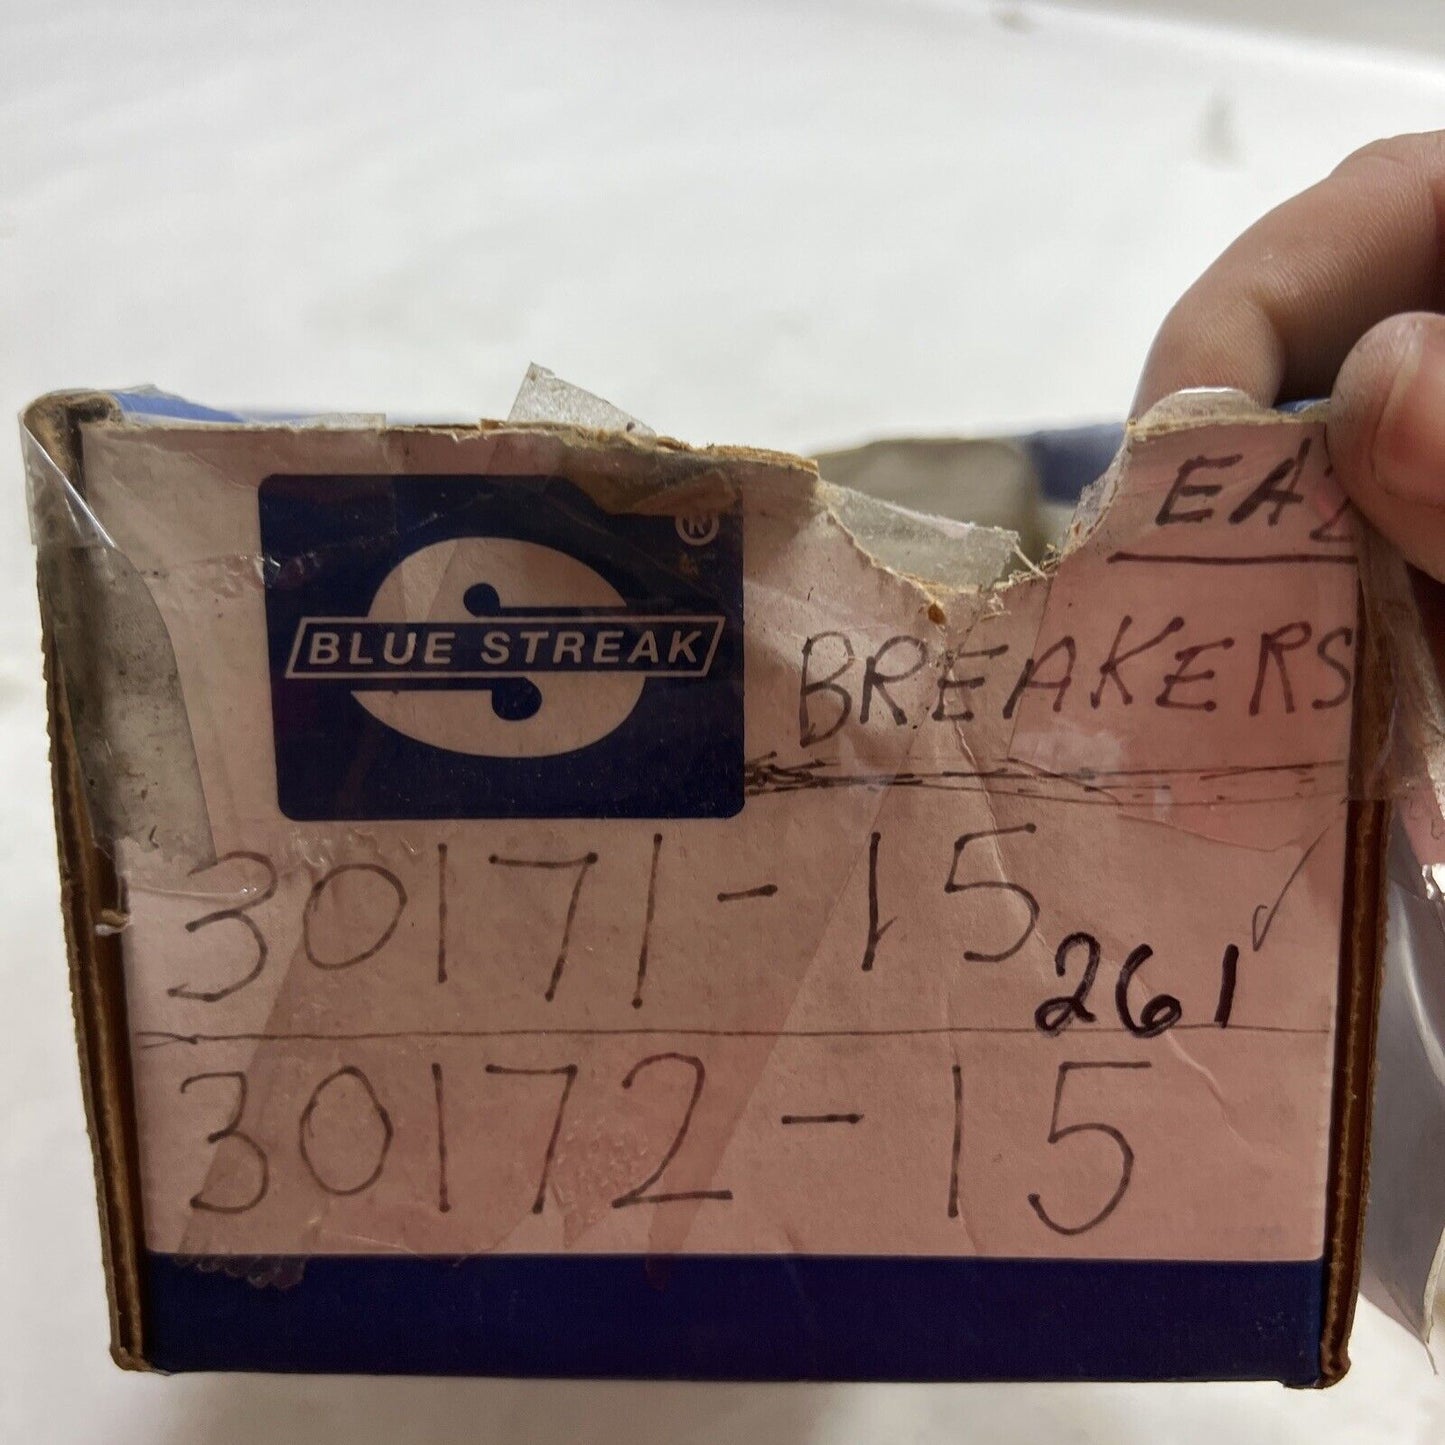 ®
BLUE STREAK
BREAKERS
30171-15
261
30172-15